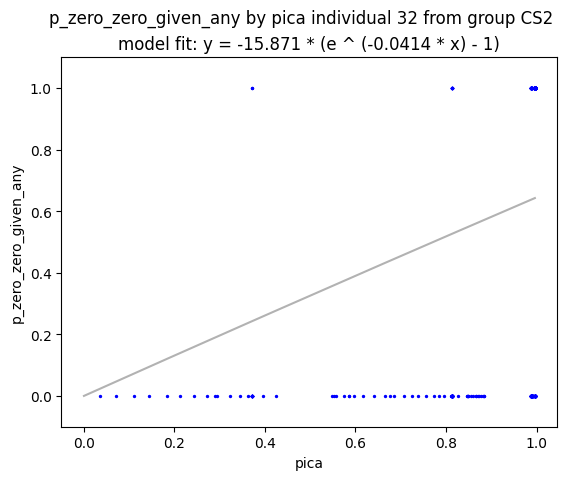 p_zero_zero_given_any by pica individual 32 from group CS2
model fit: y = -15.871 * (e ^ (-0.0414 * x) - 1)
1.0
0.8
0.6
0.4
0.2
0.0
p_zero_zero_given_any
0.0 0.2 0.4 0.6 0.8 1.0
pica